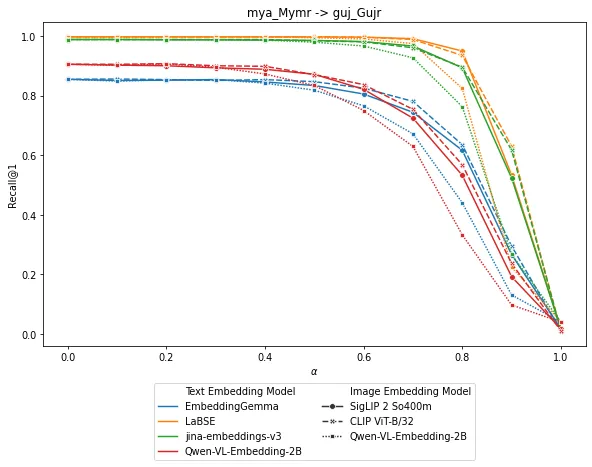 mya_Mymr -> guj_Gujr
Recall@1
1.0
0.8
0.6
0.4
0.2
0.0
0.0 0.2 0.4 0.6 0.8 1.0
α
Text Embedding Model
EmbeddingGemma
LaBSE
jina-embeddings-v3
Qwen-VL-Embedding-2B
Image Embedding Model
SigLIP 2 So400m
CLIP ViT-B/32
Qwen-VL-Embedding-2B